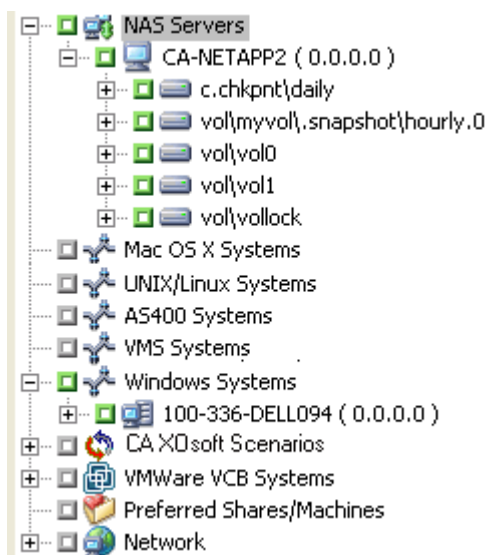 NAS Servers
CA-NETAPP2 ( 0.0.0.0 )
c.chkpnt\daily
vol\myvol\.snapshot\hourly.0
vol\vol0
vol\vol1
vol\vollock
Mac OS X Systems
UNIX/Linux Systems
AS400 Systems
VMS Systems
Windows Systems
100-336-DELL094 ( 0.0.0.0 )
CA XOsoft Scenarios
VMWare VCB Systems
Preferred Shares/Machines
Network